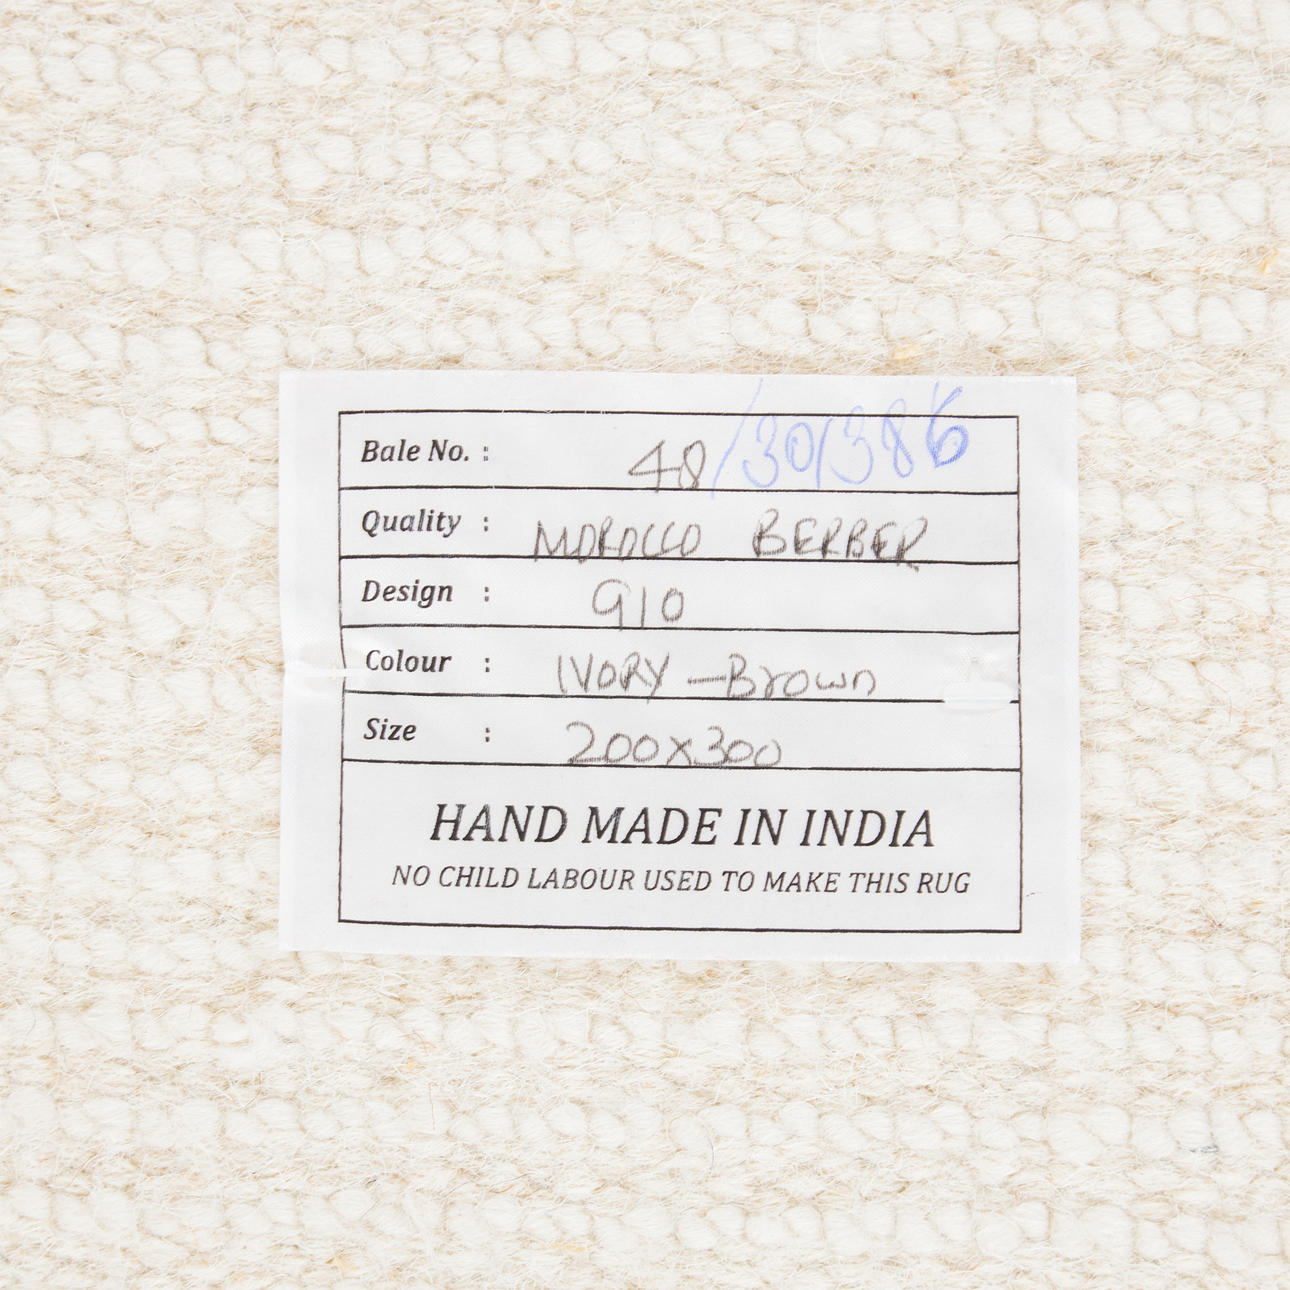 Bale No. : 48/30/386
Quality : MOROCCO BERBER
Design : 910
Colour : IVORY - Brown
Size : 200x300
HAND MADE IN INDIA
NO CHILD LABOUR USED TO MAKE THIS RUG